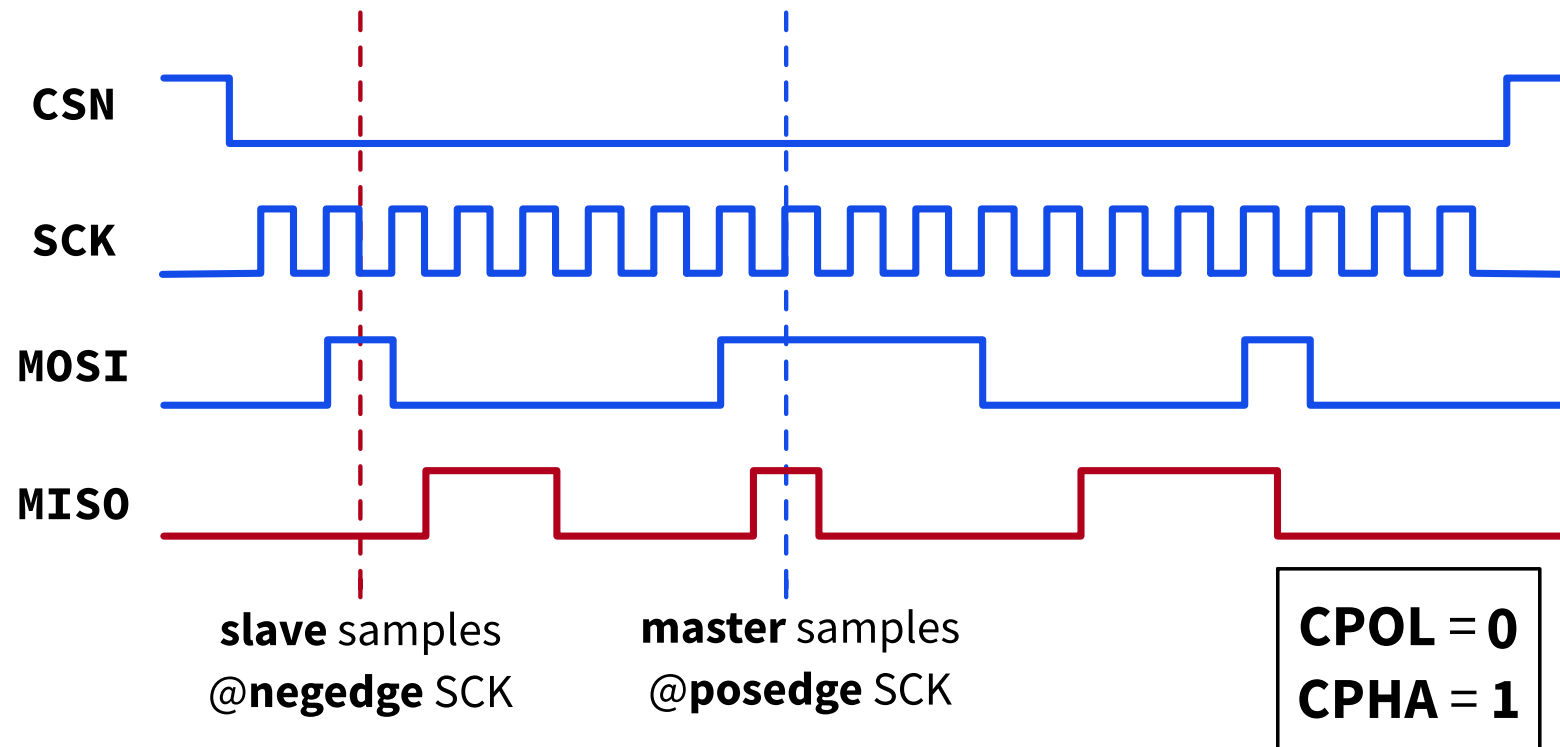 CSN
SCK
MOSI
MISO
slave samples
@negedge SCK
master samples
@posedge SCK
CPOL = 0
CPHA = 1